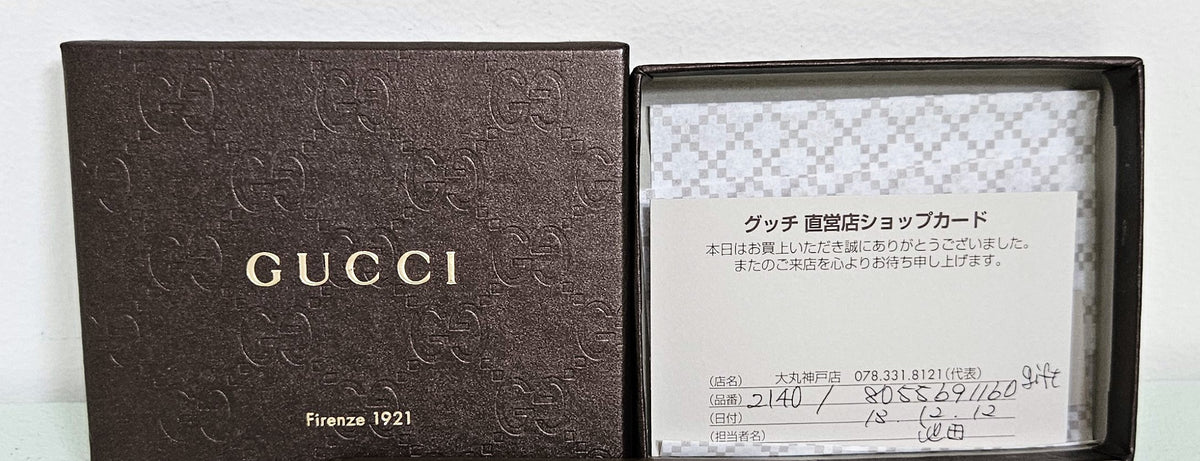 GUCCI
Firenze 1921
グッチ 直営店ショップカード
本日はお買上いただき誠にありがとうございました。
またのご来店を心よりお待ち申し上げます。
(店名) 大丸神戸店 078.331.8121(代表)
(品番) 2140 / 8055691160 gift
(日付) 18. 12. 12
(担当者名) 池田